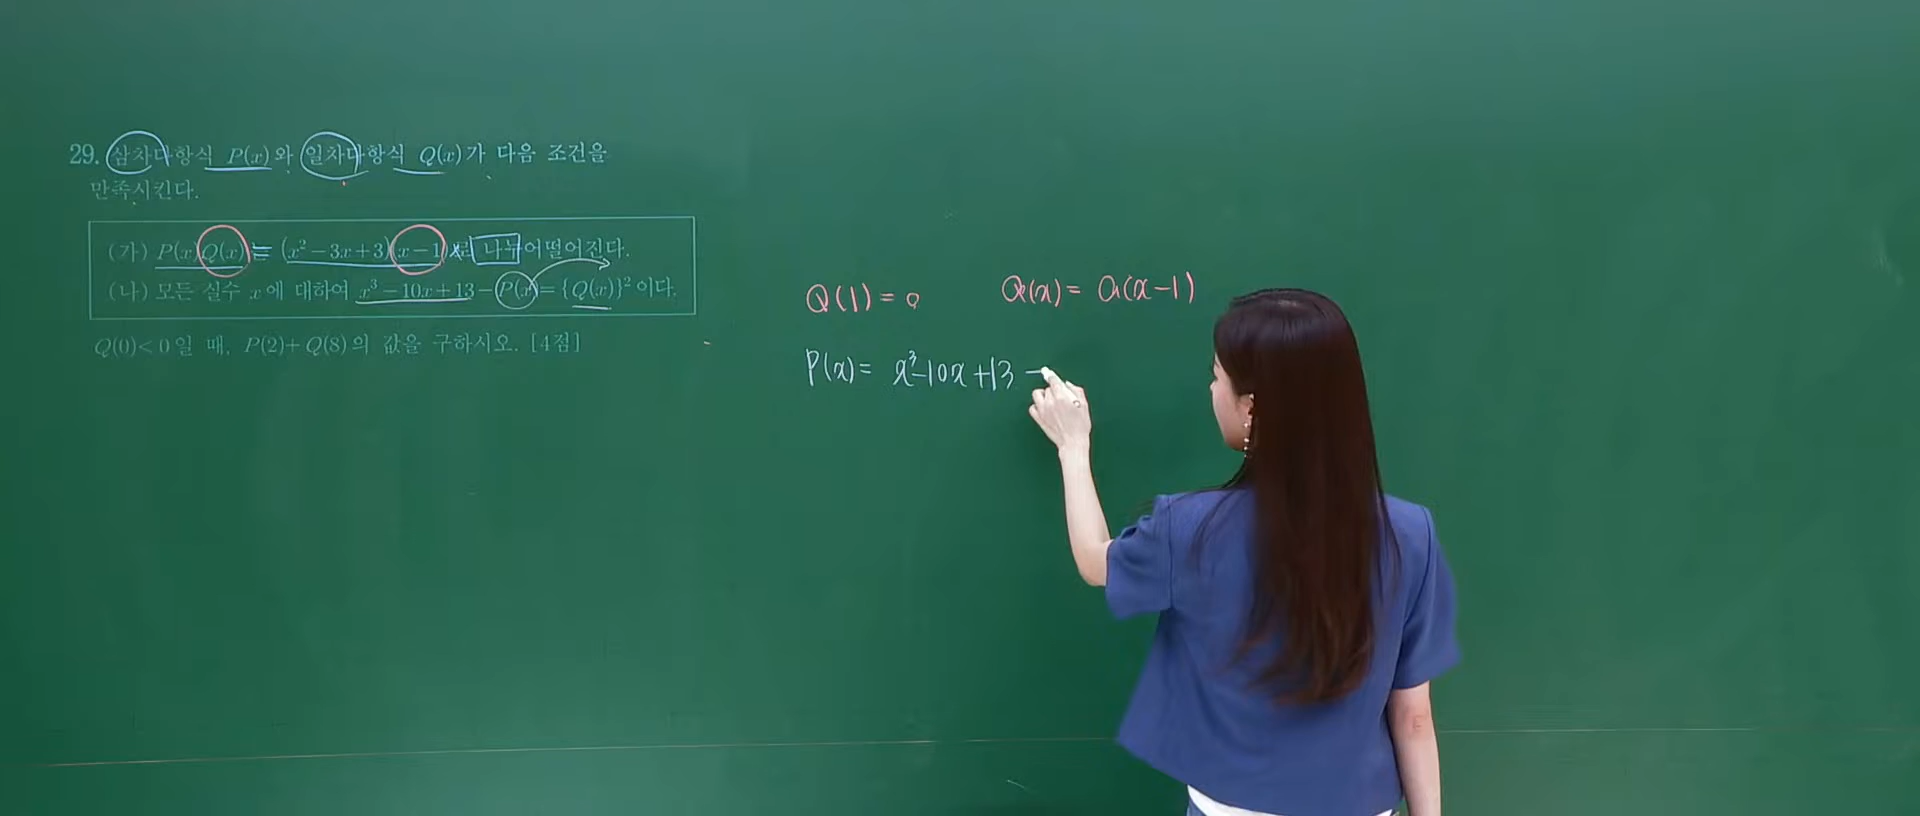 29. 삼차다항식 P(x)와 일차다항식 Q(x)가 다음 조건을
만족시킨다.
(가) P(x)Q(x)는 (x²-3x+3)(x-1)로 나누어떨어진다.
(나) 모든 실수 x에 대하여 x³-10x+13-P(x)={Q(x)}²이다.
Q(0)<0일 때, P(2)+Q(8)의 값을 구하시오. [4점]
Q(1)=0 Q(x)= a(x-1)
P(x)= x³-10x+13 -